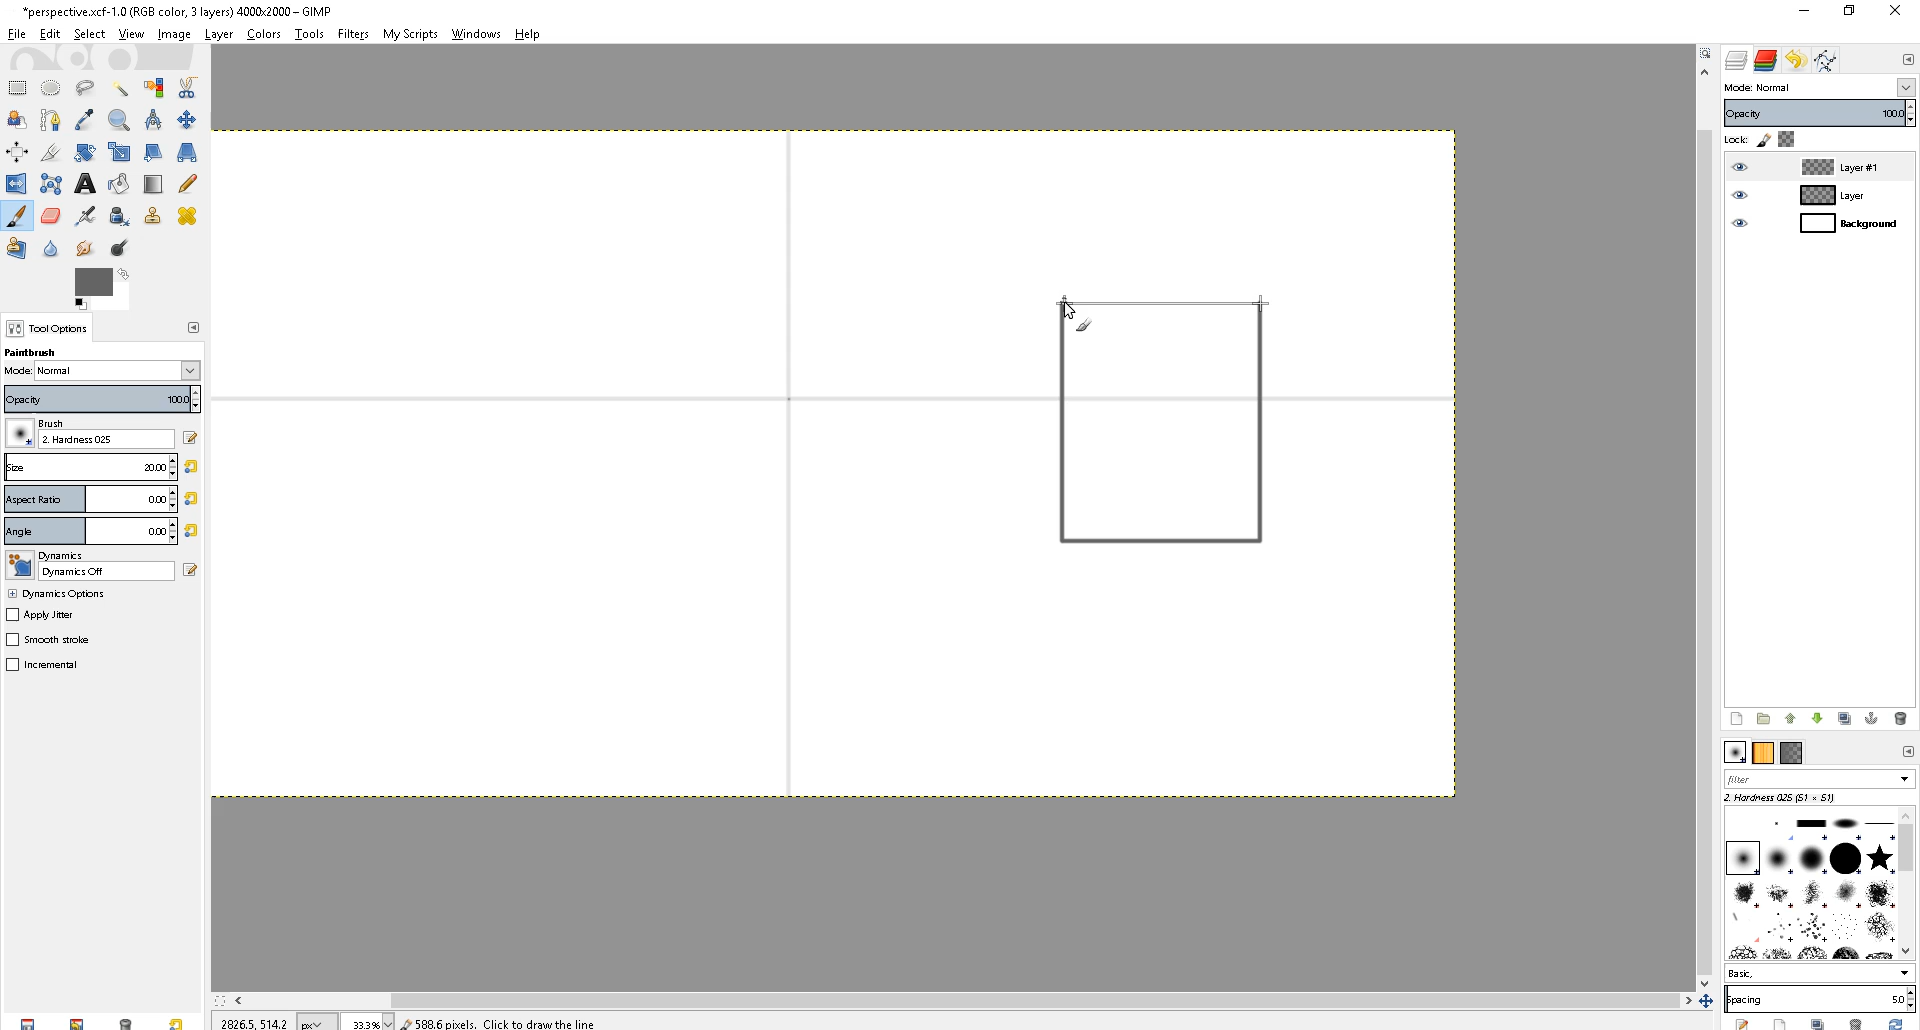 *perspective.xcf-1.0 (RGB color, 3 layers) 4000x2000 – GIMP
File Edit Select View Image Layer Colors Tools Filters My Scripts Windows Help
Tool Options
Paintbrush
Mode: Normal
Opacity 100.0
Brush
2. Hardness 025
Size 20.00
Aspect Ratio 0.00
Angle 0.00
Dynamics
Dynamics Off
Dynamics Options
Apply Jitter
Smooth stroke
Incremental
2826.5, 514.2 px 33.3% 588.6 pixels. Click to draw the line
Mode: Normal
Opacity 100.0
Lock:
Layer #1
Layer
Background
filter
2. Hardness 025 (51 × 51)
Basic,
Spacing 5.0